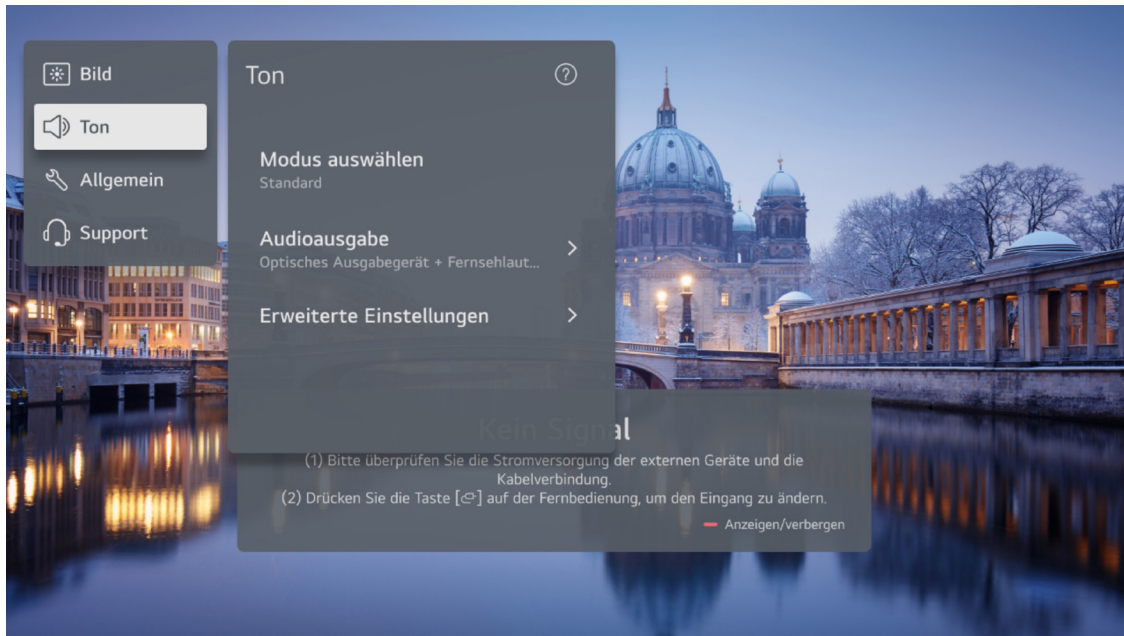 Bild
Ton
Allgemein
Support
Ton
?
Modus auswählen
Standard
Audioausgabe
Optisches Ausgabegerät + Fernsehlaut...
Erweiterte Einstellungen
Kein Signal
(1) Bitte überprüfen Sie die Stromversorgung der externen Geräte und die
Kabelverbindung.
(2) Drücken Sie die Taste [] auf der Fernbedienung, um den Eingang zu ändern.
Anzeigen/verbergen